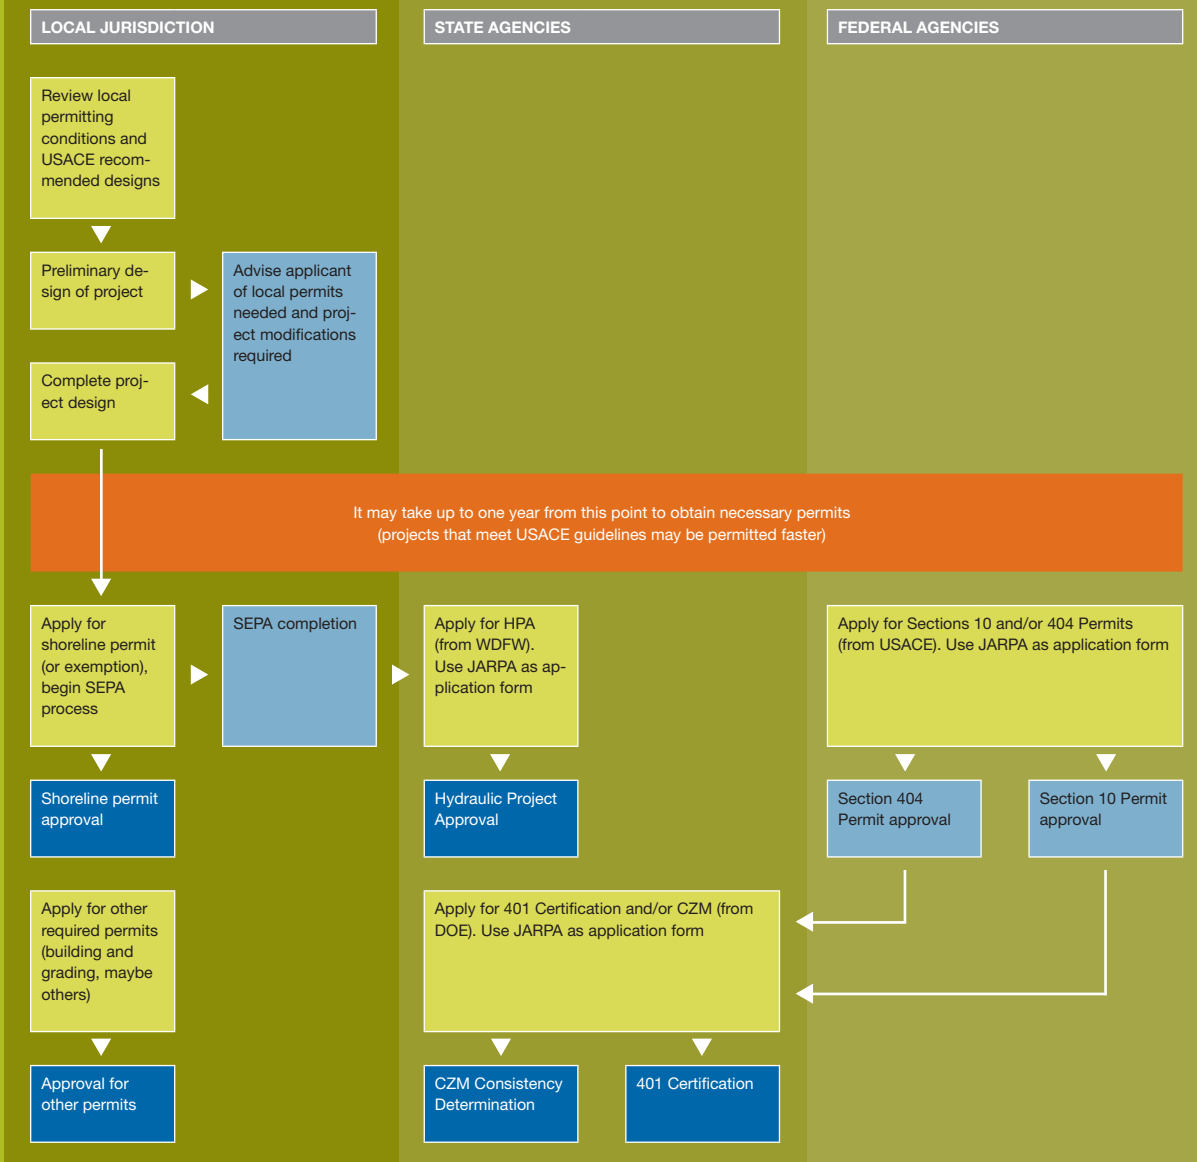 LOCAL JURISDICTION
STATE AGENCIES
FEDERAL AGENCIES
Review local
permitting
conditions and
USACE recom-
mended designs
Preliminary de-
sign of project
Advise applicant
of local permits
needed and proj-
ect modifications
required
Complete proj-
ect design
It may take up to one year from this point to obtain necessary permits
(projects that meet USACE guidelines may be permitted faster)
Apply for
shoreline permit
(or exemption),
begin SEPA
process
SEPA completion
Apply for HPA
(from WDFW).
Use JARPA as ap-
plication form
Apply for Sections 10 and/or 404 Permits
(from USACE). Use JARPA as application form
Shoreline permit
approval
Hydraulic Project
Approval
Section 404
Permit approval
Section 10 Permit
approval
Apply for other
required permits
(building and
grading, maybe
others)
Apply for 401 Certification and/or CZM (from
DOE). Use JARPA as application form
Approval for
other permits
CZM Consistency
Determination
401 Certification